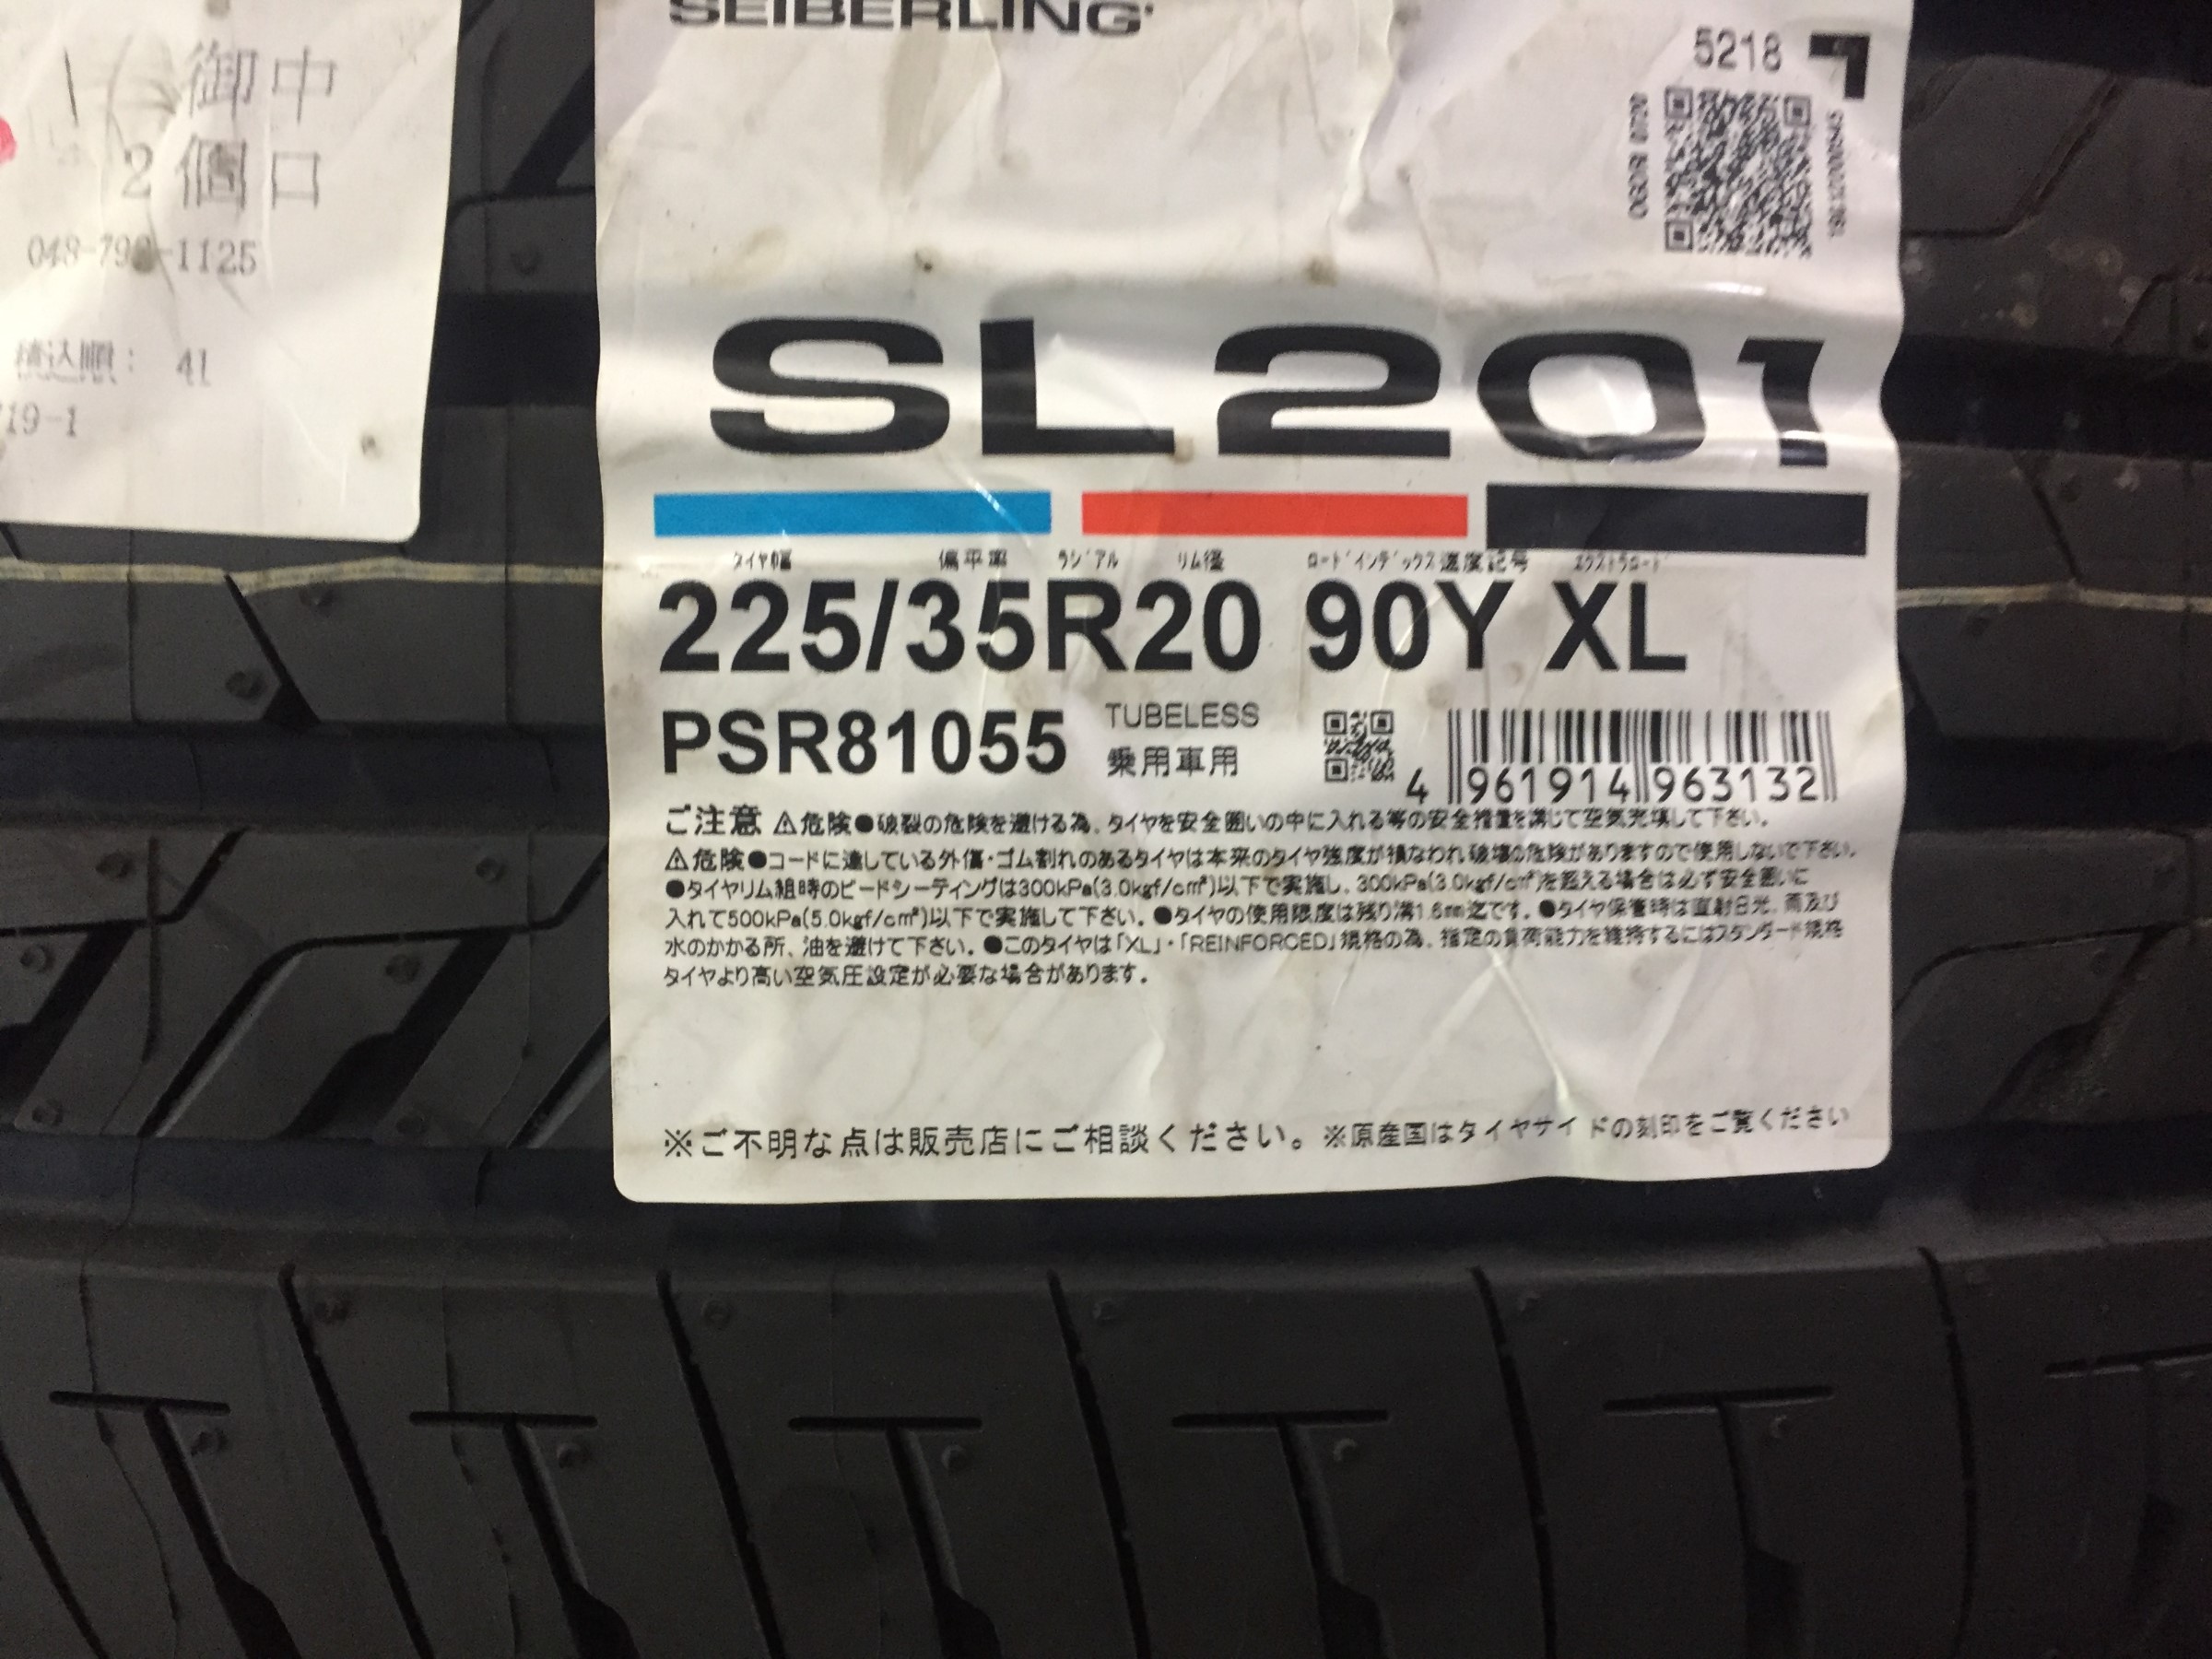 御中
2個口
積込順: 41
19-1
SEIBERLING
5218
SL201
タイヤ幅 偏平率 ラジアル リム径 ロードインデックス 速度記号 エクストラロード
225/35R20 90Y XL
PSR81055
TUBELESS
乗用車用
4 961914 963132
ご注意 ⚠危険●破裂の危険を避ける為、タイヤを安全囲いの中に入れる等の安全措置を講じて空気充填して下さい。
⚠危険●コードに達している外傷・ゴム割れのあるタイヤは本来のタイヤ強度が損なわれ破壊の危険がありますので使用しないで下さい。
●タイヤリム組時のビードシーティングは300kPa(3.0kgf/c㎡)以下で実施し、300kPa(3.0kgf/c㎡)を超える場合は必ず安全囲いに
入れて500kPa(5.0kgf/c㎡)以下で実施して下さい。●タイヤの使用限度は残り溝1.6mm迄です。●タイヤ保管時は直射日光、雨及び
水のかかる所、油を避けて下さい。●このタイヤは「XL」・「REINFORCED」規格の為、指定の負荷能力を維持するにはスタンダード規格
タイヤより高い空気圧設定が必要な場合があります。
※ご不明な点は販売店にご相談ください。※原産国はタイヤサイドの刻印をご覧ください